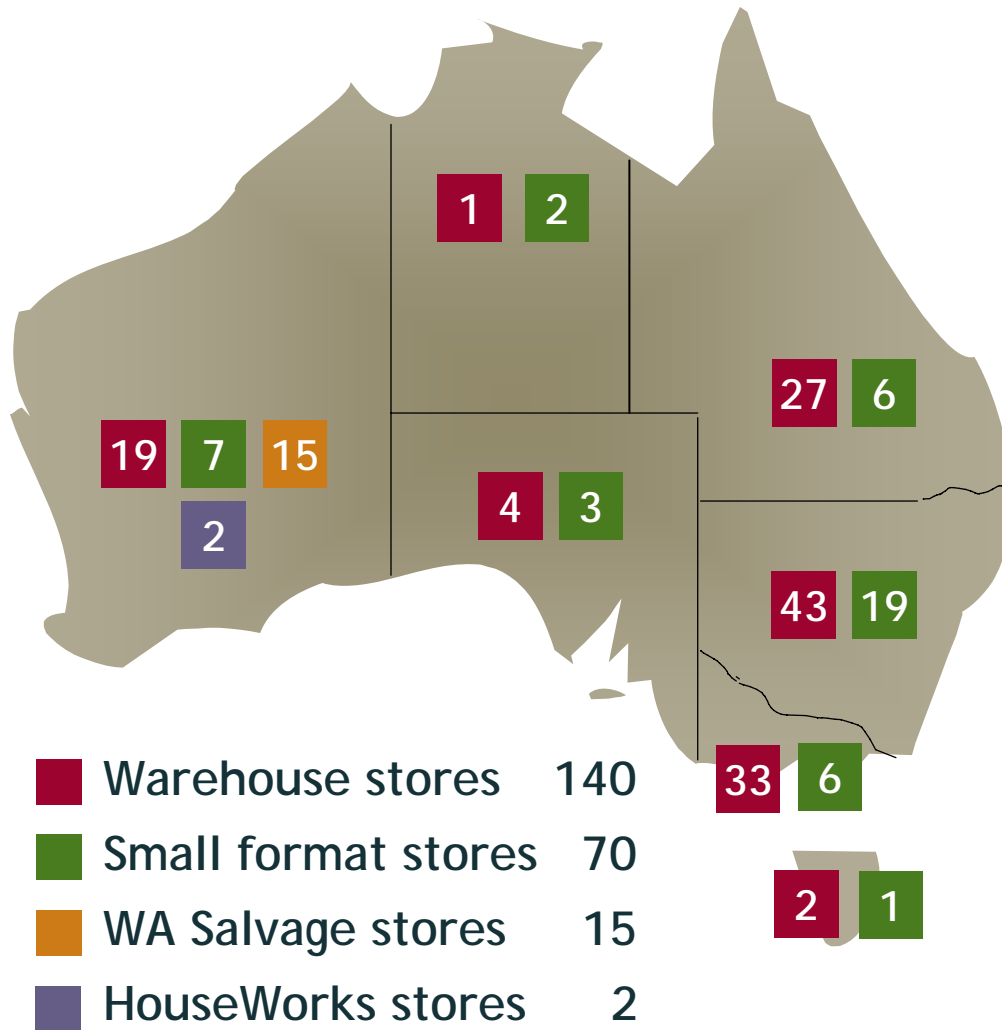 1 2
27 6
19 7 15
4 3
2
43 19
33 6
Warehouse stores 140
Small format stores 70
2 1
WA Salvage stores 15
HouseWorks stores 2